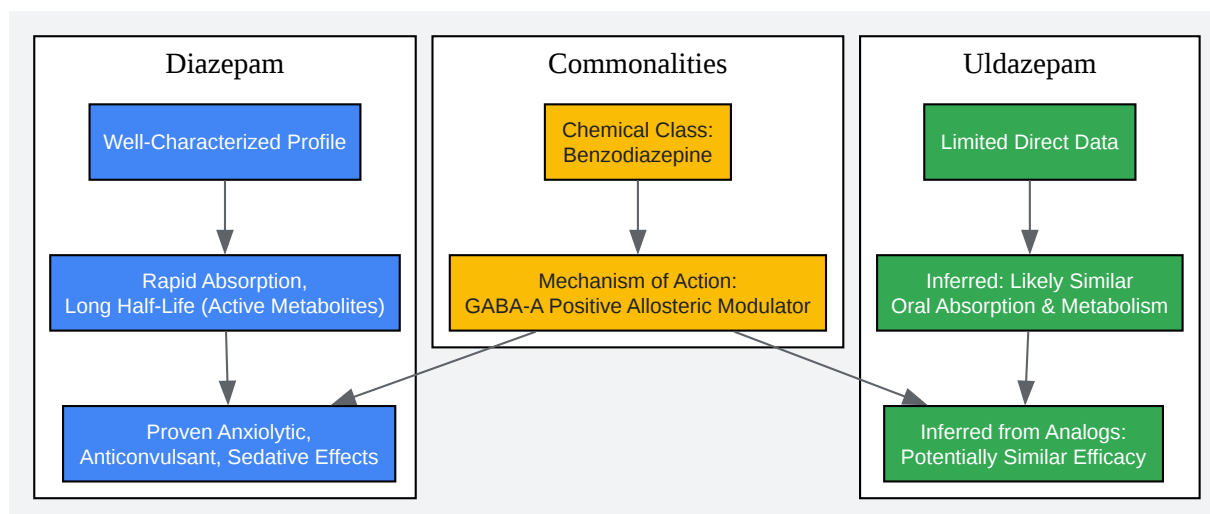 Diazepam
Well-Characterized Profile
Rapid Absorption,
Long Half-Life (Active Metabolites)
Proven Anxiolytic,
Anticonvulsant, Sedative Effects
Commonalities
Chemical Class:
Benzodiazepine
Mechanism of Action:
GABA-A Positive Allosteric Modulator
Uldazepam
Limited Direct Data
Inferred: Likely Similar
Oral Absorption & Metabolism
Inferred from Analogs:
Potentially Similar Efficacy